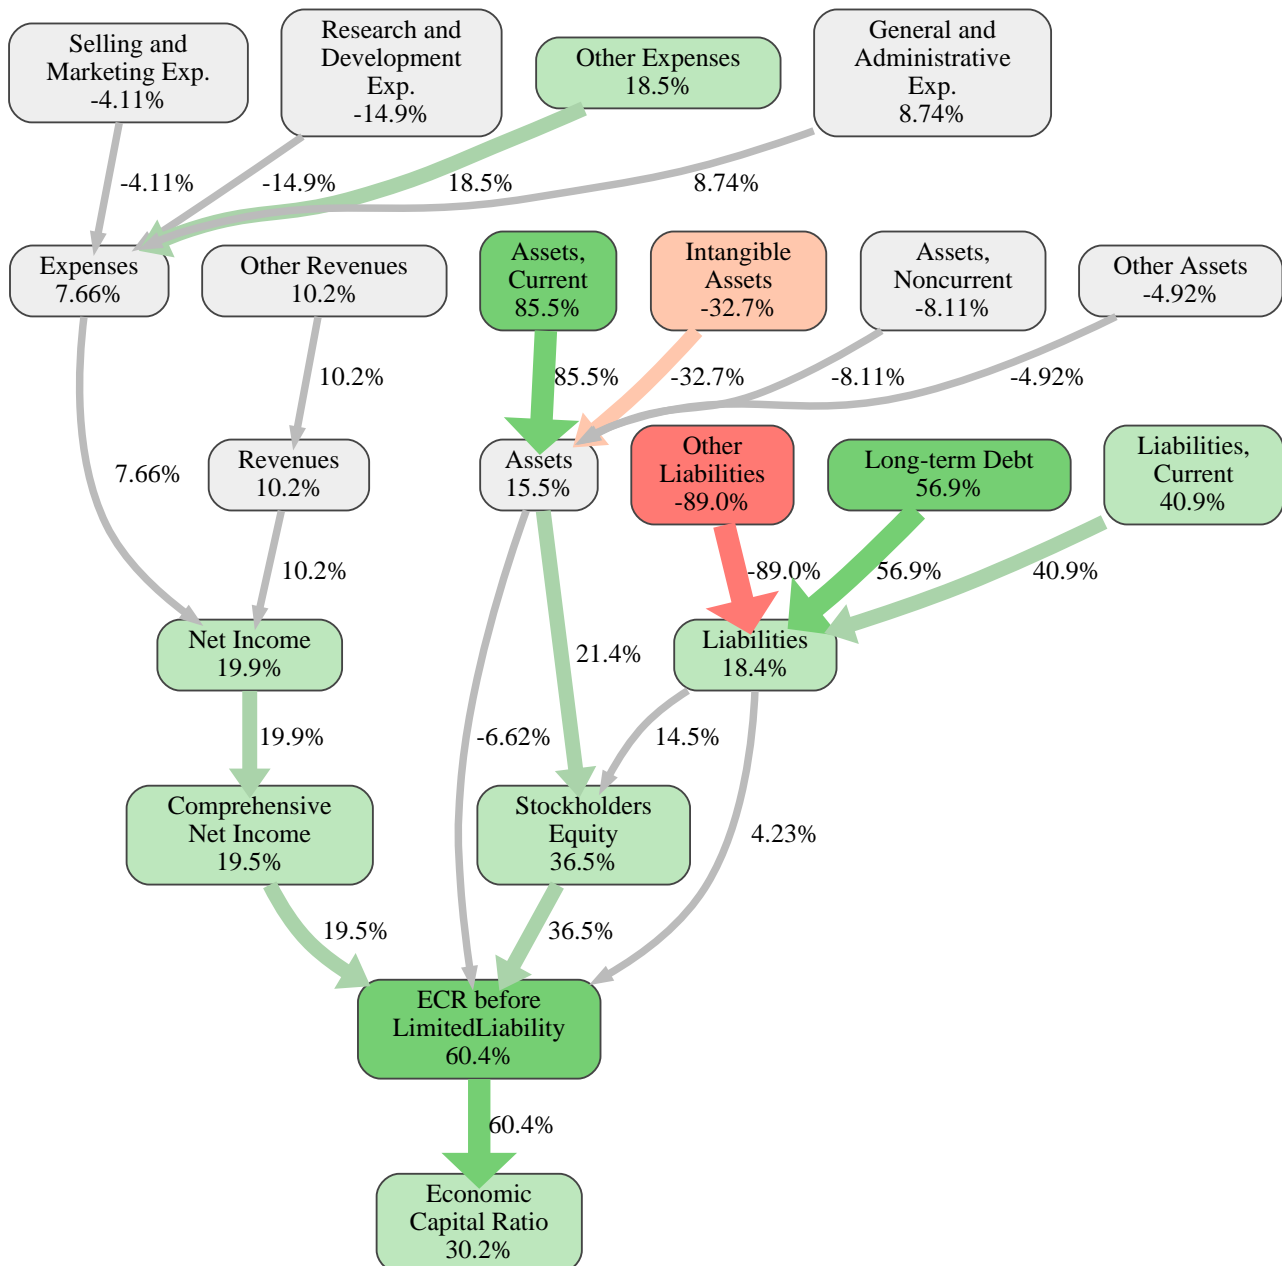 Selling and
Marketing Exp.
-4.11%
Research and
Development
Exp.
-14.9%
Other Expenses
18.5%
General and
Administrative
Exp.
8.74%
-4.11%
-14.9%
18.5%
8.74%
Expenses
7.66%
Other Revenues
10.2%
Assets,
Current
85.5%
Intangible
Assets
-32.7%
Assets,
Noncurrent
-8.11%
Other Assets
-4.92%
10.2%
85.5%
-32.7%
-8.11%
-4.92%
7.66%
Revenues
10.2%
Assets
15.5%
Other
Liabilities
-89.0%
Long-term Debt
56.9%
Liabilities,
Current
40.9%
10.2%
-89.0%
56.9%
40.9%
Net Income
19.9%
21.4%
Liabilities
18.4%
19.9%
-6.62%
14.5%
4.23%
Comprehensive
Net Income
19.5%
Stockholders
Equity
36.5%
19.5%
36.5%
ECR before
LimitedLiability
60.4%
60.4%
Economic
Capital Ratio
30.2%